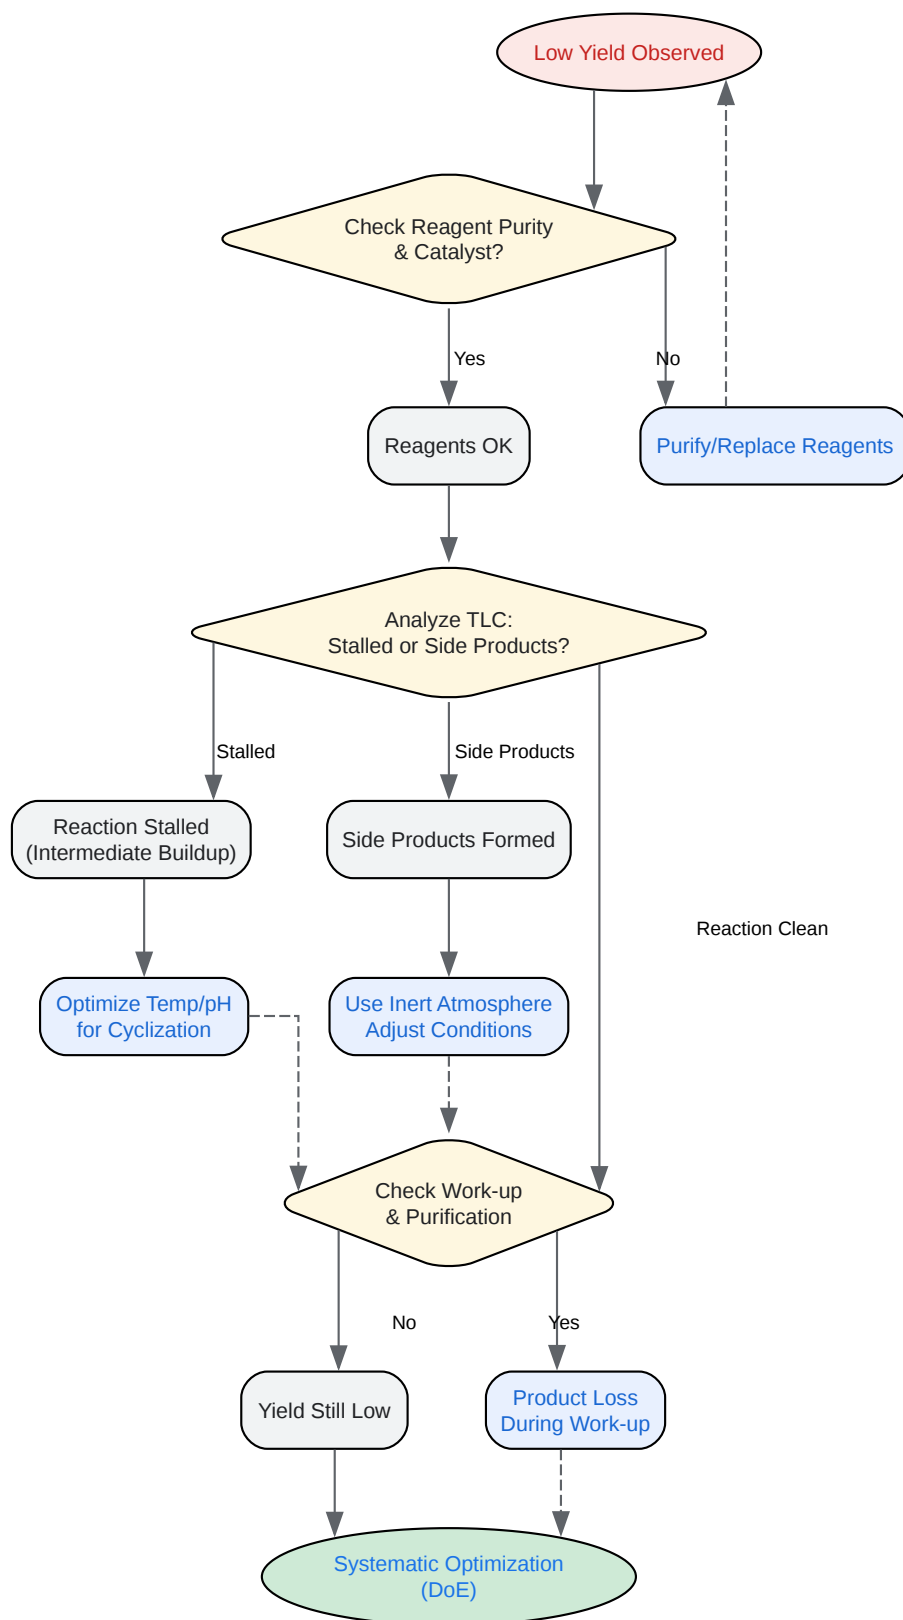 Low Yield Observed
Check Reagent Purity
& Catalyst?
Yes
No
Reagents OK
Purify/Replace Reagents
Analyze TLC:
Stalled or Side Products?
Stalled
Side Products
Reaction Stalled
(Intermediate Buildup)
Side Products Formed
Reaction Clean
Optimize Temp/pH
for Cyclization
Use Inert Atmosphere
Adjust Conditions
Check Work-up
& Purification
No
Yes
Yield Still Low
Product Loss
During Work-up
Systematic Optimization
(DoE)